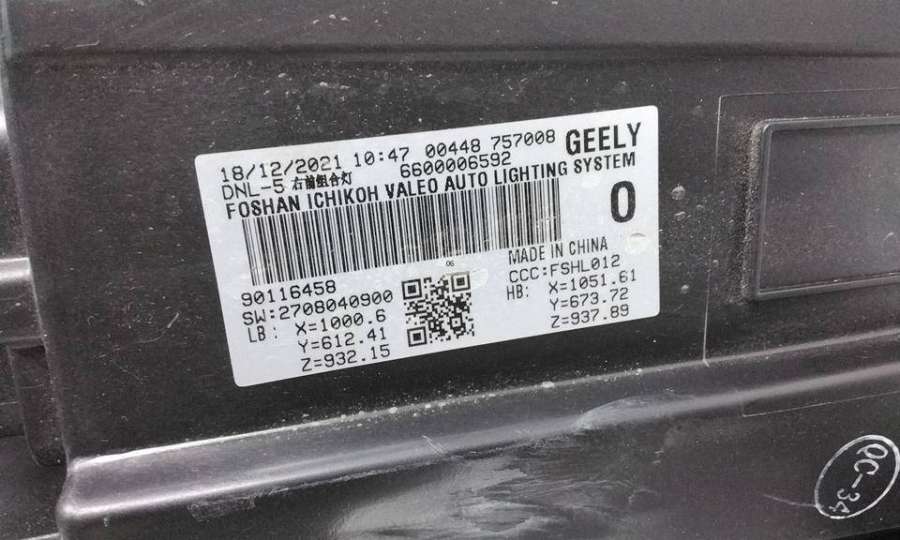 18/12/2021 10:47 00448 757008 GEELY
DNL-5 右前组合灯 6600006592
FOSHAN ICHIKOH VALEO AUTO LIGHTING SYSTEM
0
06
MADE IN CHINA
90116458
CCC:FSHL012
SW:2708040900
HB: X=1051.61
LB: X=1000.6
Y=673.72
Y=612.41
Z=937.89
Z=932.15
QC-34